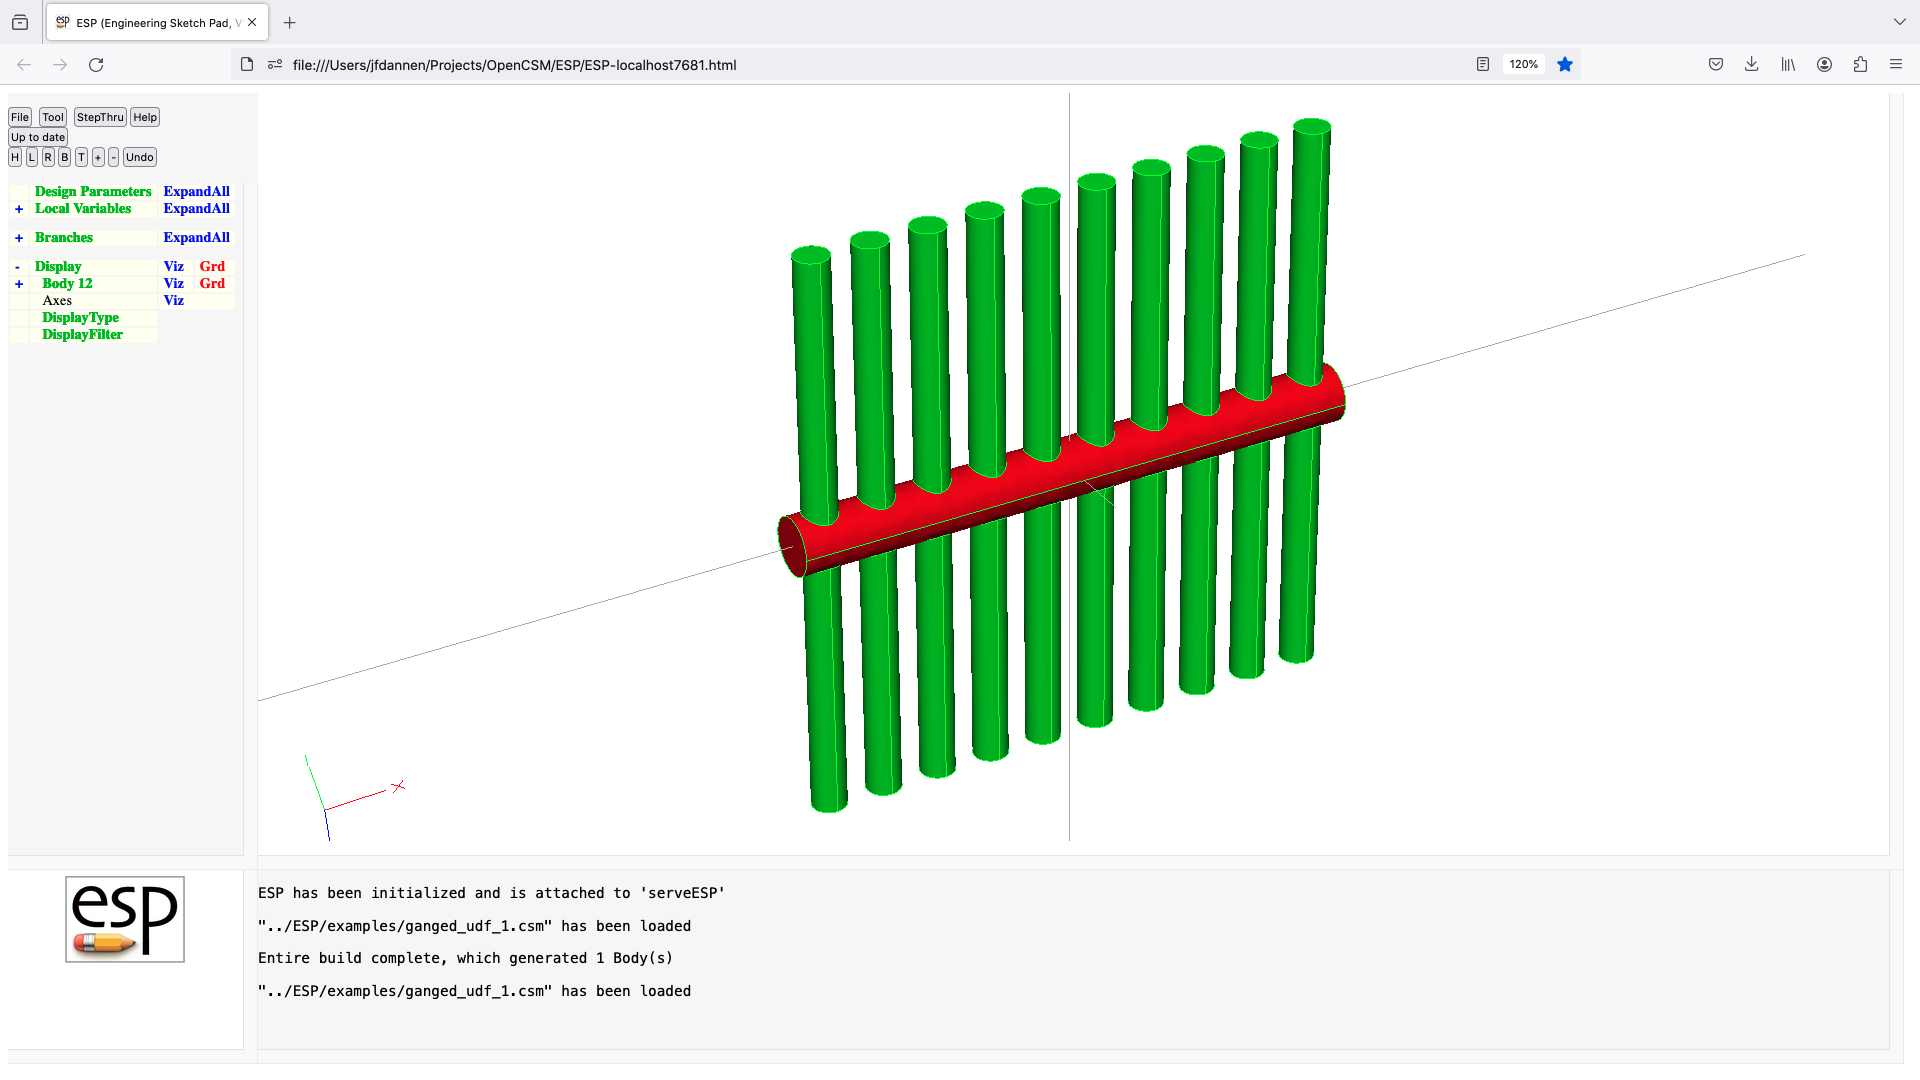 ESP (Engineering Sketch Pad, V
file:///Users/jfdannen/Projects/OpenCSM/ESP/ESP-localhost7681.html
120%
File Tool StepThru Help
Up to date
H L R B T + - Undo
Design Parameters ExpandAll
+ Local Variables ExpandAll
+ Branches ExpandAll
- Display Viz Grd
+ Body 12 Viz Grd
Axes Viz
DisplayType
DisplayFilter
X
esp
ESP has been initialized and is attached to 'serveESP'
"../ESP/examples/ganged_udf_1.csm" has been loaded
Entire build complete, which generated 1 Body(s)
"../ESP/examples/ganged_udf_1.csm" has been loaded